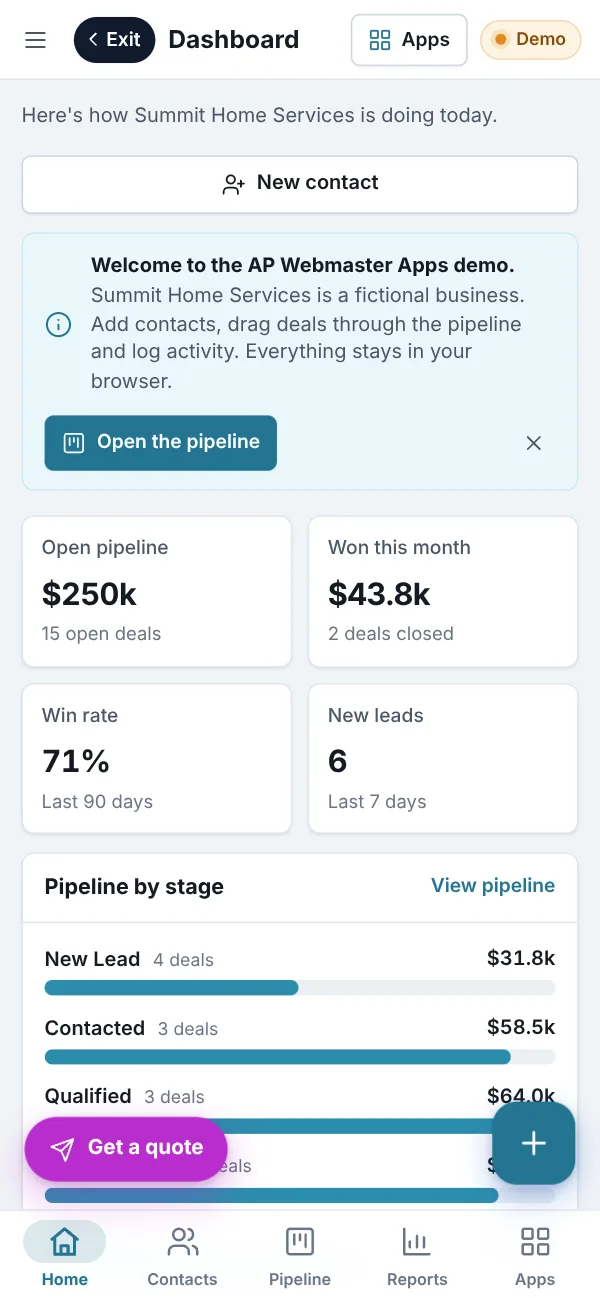 Exit
Dashboard
Apps
Demo
Here's how Summit Home Services is doing today.
New contact
Welcome to the AP Webmaster Apps demo.
Summit Home Services is a fictional business.
Add contacts, drag deals through the pipeline
and log activity. Everything stays in your
browser.
Open the pipeline
Open pipeline
$250k
15 open deals
Won this month
$43.8k
2 deals closed
Win rate
71%
Last 90 days
New leads
6
Last 7 days
Pipeline by stage
View pipeline
New Lead 4 deals $31.8k
Contacted 3 deals $58.5k
Qualified 3 deals $64.0k
Get a quote
Home
Contacts
Pipeline
Reports
Apps